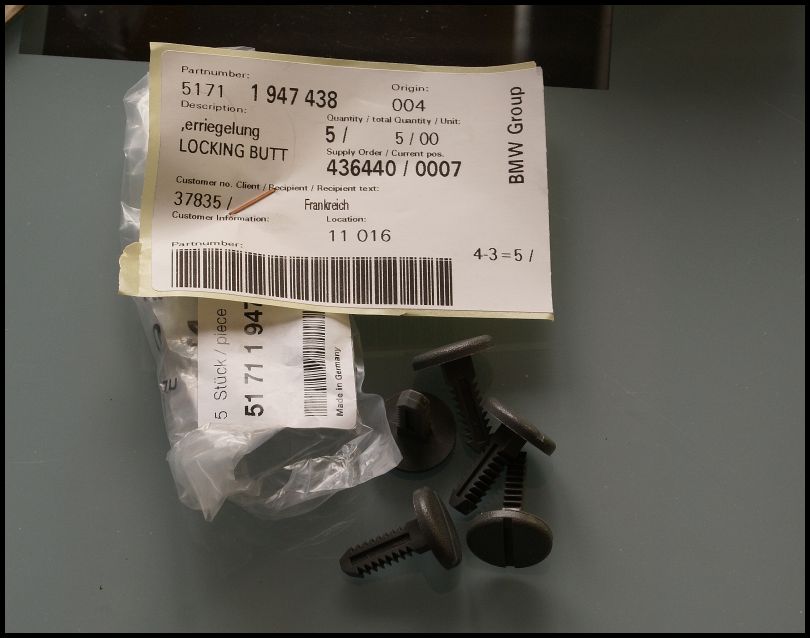 Partnumber:
5171 1 947 438
Origin:
004
Description:
,erriegelung
LOCKING BUTT
Quantity / total Quantity / Unit:
5 / 5 / 00
Supply Order / Current pos.
436440 / 0007
Customer no. Client / Recipient / Recipient text:
37835 / Frankreich
Customer Information:
Location:
11 016
Partnumber:
4-3=5 /
BMW Group
5 Stück / piece
51 71 1 947
Made in Germany